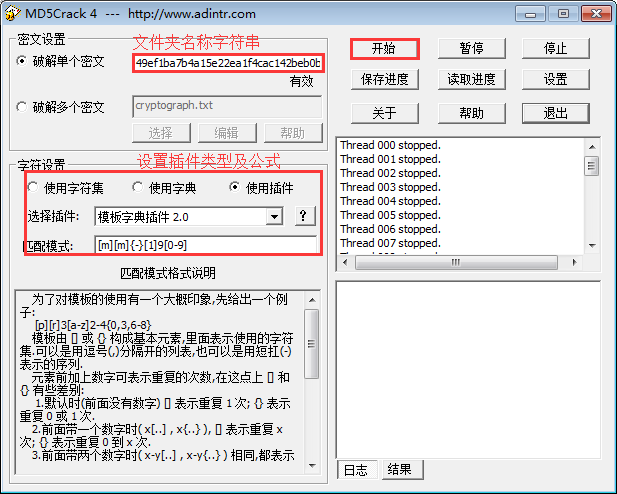 MD5Crack 4 --- http://www.adintr.com
密文设置
文件夹名称字符串
破解单个密文
49ef1ba7b4a15e22ea1f4cac142beb0b
有效
破解多个密文
cryptograph.txt
选择 编辑 帮助
字符设置
设置插件类型及公式
使用字符集 使用字典 使用插件
选择插件: 模板字典插件 2.0 ?
匹配模式: [m][m]{-}[1]9[0-9]
匹配模式格式说明
为了对模板的使用有一个大概印象,先给出一个例
子:
[p][r]3[a-z]2-4{0,3,6-8}
模板由 [] 或 {} 构成基本元素,里面表示使用的字符
集.可以是用逗号(,)分隔开的列表,也可以是用短扛(-)
表示的序列.
元素前加上数字可表示重复的次数,在这点上 [] 和
{} 有些差别:
1.默认时(前面没有数字) [] 表示重复 1 次; {} 表示
重复 0 或 1 次.
2.前面带一个数字时( x[..] , x{..} ), [] 表示重复 x
次; {} 表示重复 0 到 x 次.
3.前面带两个数字时( x-y[..] , x-y{..} ) 相同,都表示
开始 暂停 停止
保存进度 读取进度 设置
关于 帮助 退出
Thread 000 stopped.
Thread 001 stopped.
Thread 002 stopped.
Thread 003 stopped.
Thread 004 stopped.
Thread 005 stopped.
Thread 006 stopped.
Thread 007 stopped.
日志 结果